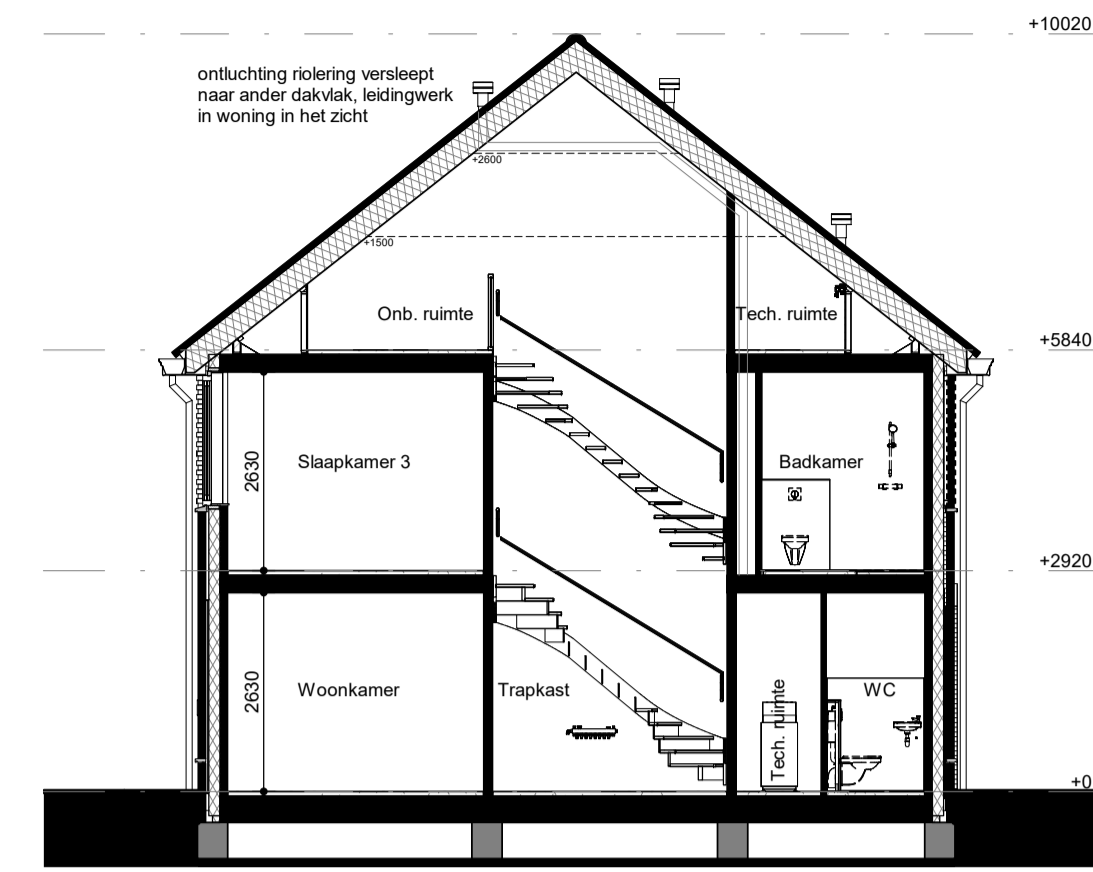 +10020
ontluchting riolering versleept
naar ander dakvlak, leidingwerk
in woning in het zicht
+2600
+1500
Onb. ruimte
Tech. ruimte
+5840
2630
Slaapkamer 3
Badkamer
+2920
2630
Woonkamer
Trapkast
Tech. ruimte
WC
+0